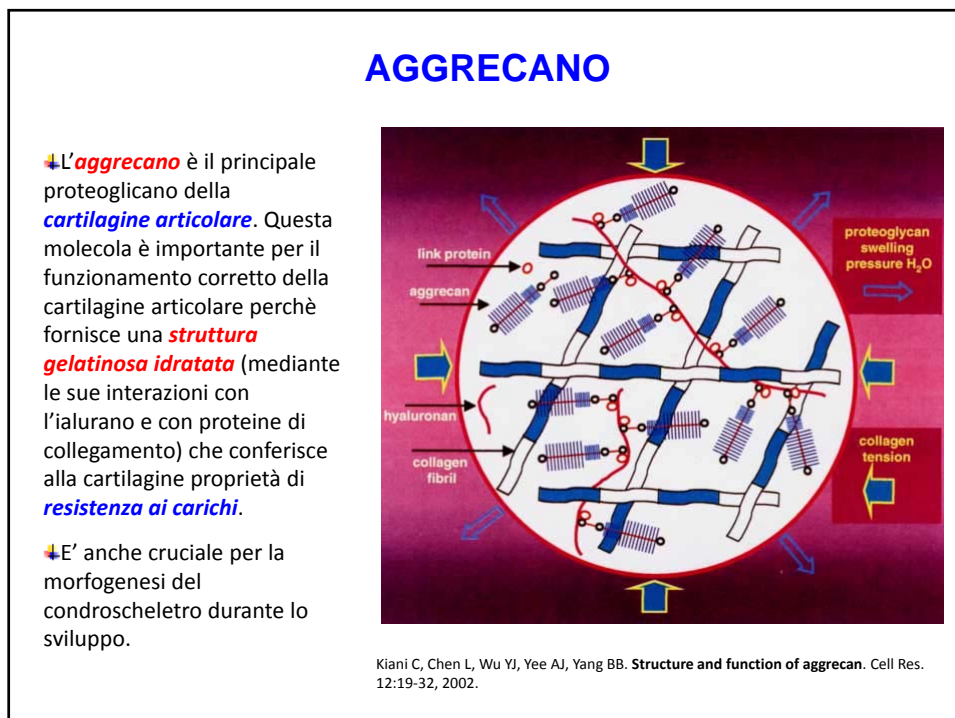 AGGRECANO
L'aggrecano è il principale
proteoglicano della
cartilagine articolare. Questa
molecola è importante per il
funzionamento corretto della
cartilagine articolare perchè
fornisce una struttura
gelatinosa idratata (mediante
le sue interazioni con
l'ialurano e con proteine di
collegamento) che conferisce
alla cartilagine proprietà di
resistenza ai carichi.
E' anche cruciale per la
morfogenesi del
condroscheletro durante lo
sviluppo.
link protein
aggrecan
hyaluronan
collagen
fibril
proteoglycan
swelling
pressure H₂O
collagen
tension
Kiani C, Chen L, Wu YJ, Yee AJ, Yang BB. Structure and function of aggrecan. Cell Res.
12:19-32, 2002.